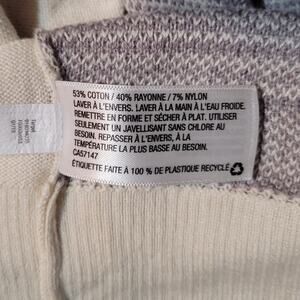 53% COTON / 40% RAYONNE / 7% NYLON
LAVER À L'ENVERS. LAVER À LA MAIN À L'EAU FROIDE.
REMETTRE EN FORME ET SÉCHER À PLAT. UTILISER
SEULEMENT UN JAVELLISANT SANS CHLORE AU
BESOIN. REPASSER À L'ENVERS, À LA
TEMPÉRATURE LA PLUS BASSE AU BESOIN.
CA57147
ÉTIQUETTE FAITE À 100 % DE PLASTIQUE RECYCLÉ